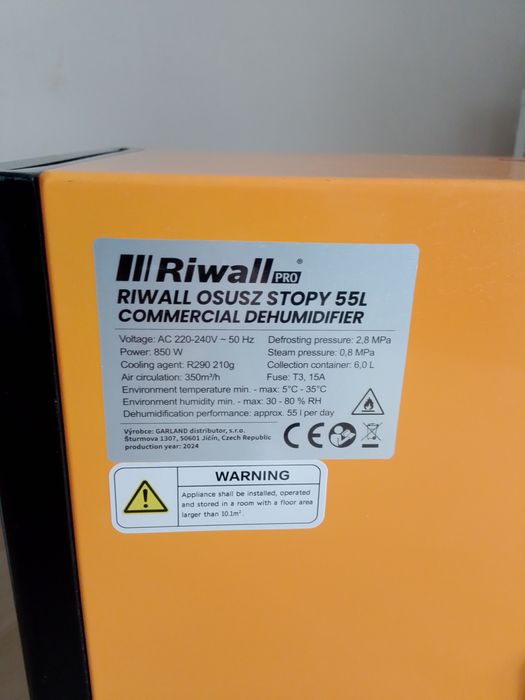 Riwall PRO ®
RIWALL OSUSZ STOPY 55L
COMMERCIAL DEHUMIDIFIER
Voltage: AC 220-240V ~ 50 Hz Defrosting pressure: 2,8 MPa
Power: 850 W Steam pressure: 0,8 MPa
Cooling agent: R290 210g Collection container: 6,0 L
Air circulation: 350m³/h Fuse: T3, 15A
Environment temperature min. - max: 5°C - 35°C
Environment humidity min. - max: 30 - 80 % RH
Dehumidification performance: approx. 55 l per day
Výrobce: GARLAND distributor, s.r.o.
Šturmova 1307, 50601 Jičín, Czech Republic
production year: 2024
CE
WARNING
Appliance shall be installed, operated
and stored in a room with a floor area
larger than 10.1m².